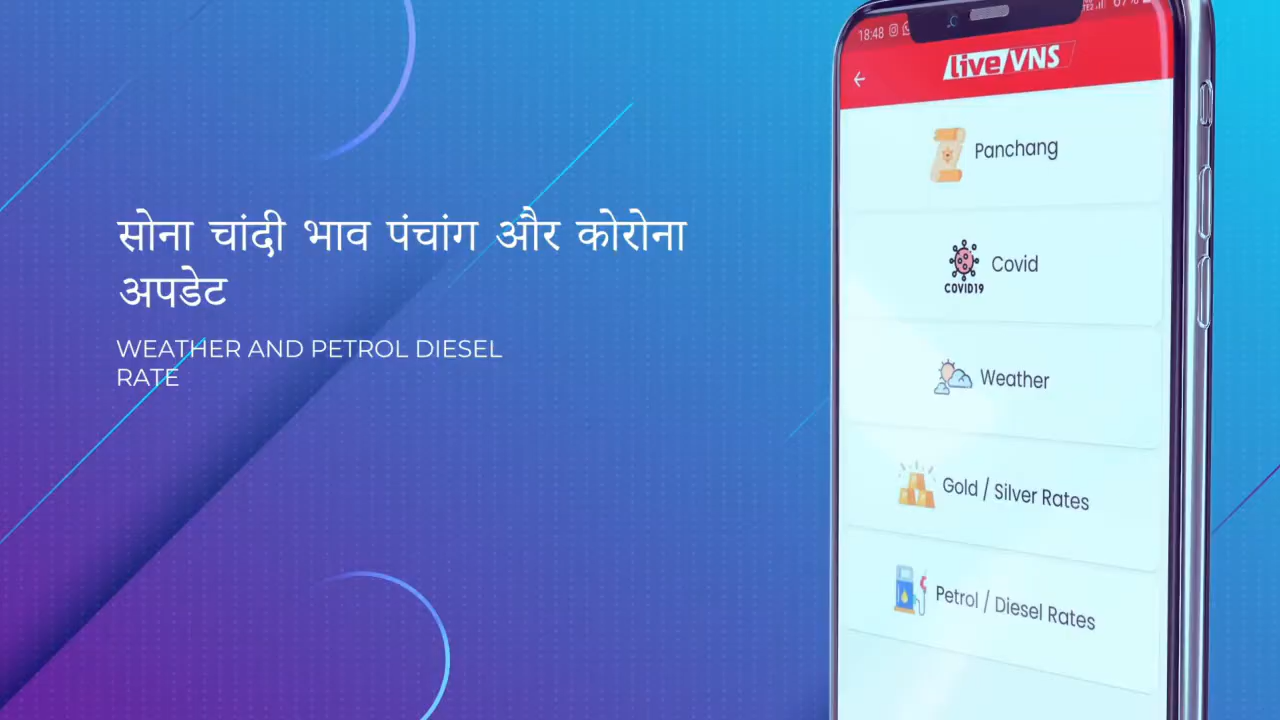 सोना चांदी भाव पंचांग और कोरोना
अपडेट
WEATHER AND PETROL DIESEL
RATE
18:48
live VNS
Panchang
Covid
COVID19
Weather
Gold / Silver Rates
Petrol / Diesel Rates